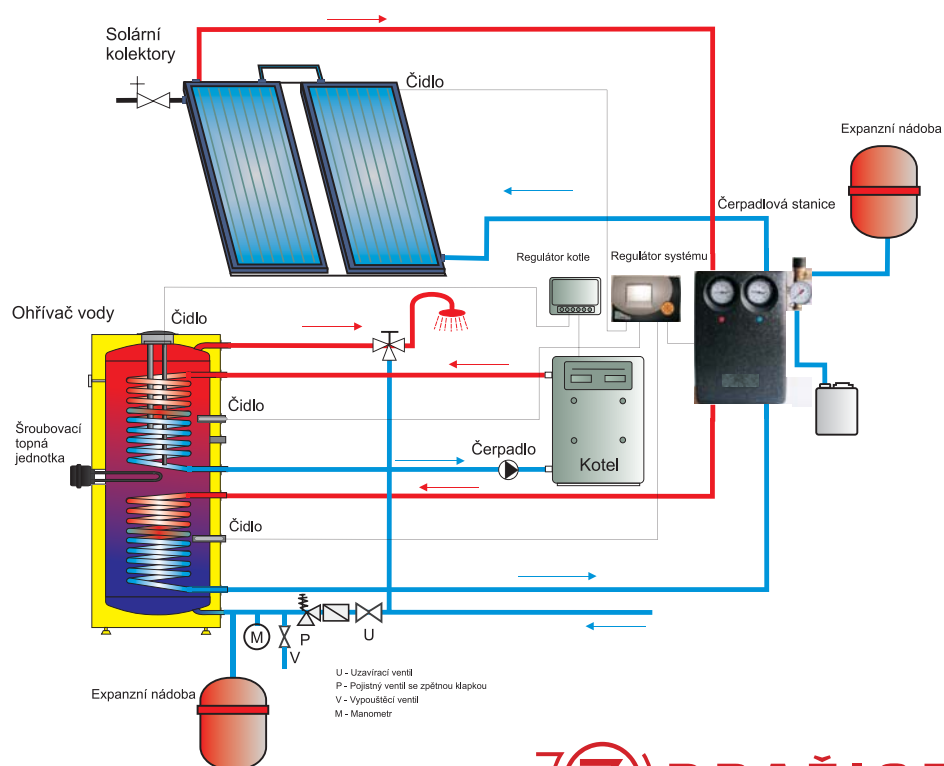 Solární
kolektory
Čidlo
Expanzní nádoba
Čerpadlová stanice
Regulátor kotle
Regulátor systému
Ohřívač vody
Čidlo
Čidlo
Šroubovací
topná
jednotka
Čerpadlo
Kotel
Čidlo
M
P
U
V
U - Uzavírací ventil
P - Pojistný ventil se zpětnou klapkou
V - Vypouštěcí ventil
M - Manometr
Expanzní nádoba